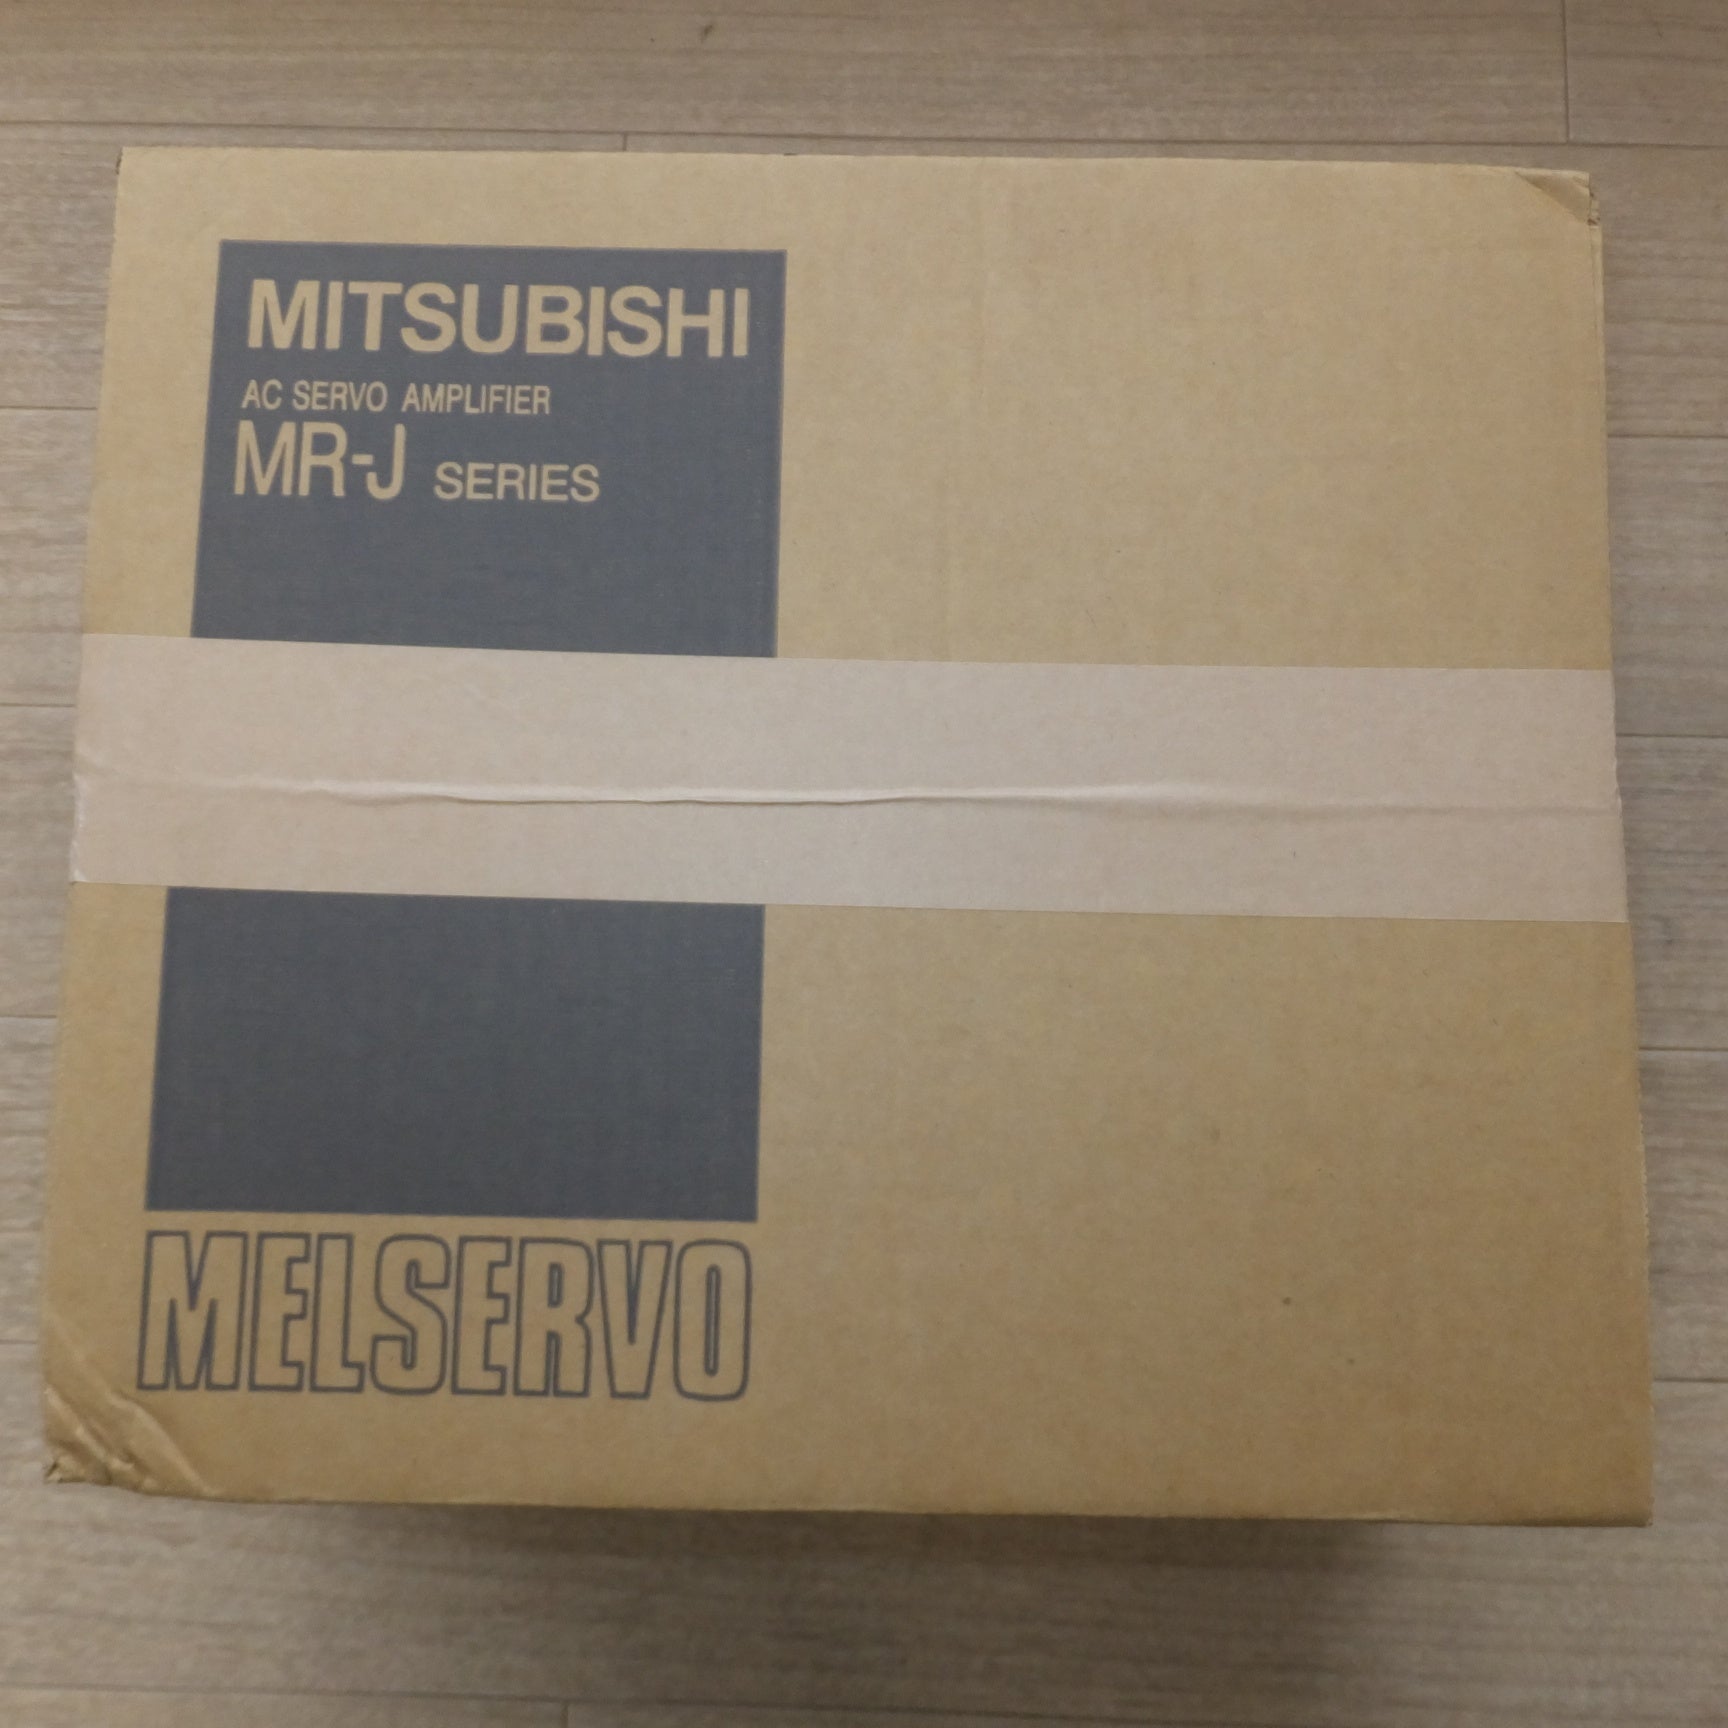 MITSUBISHI
AC SERVO AMPLIFIER
MR-J SERIES
MELSERVO